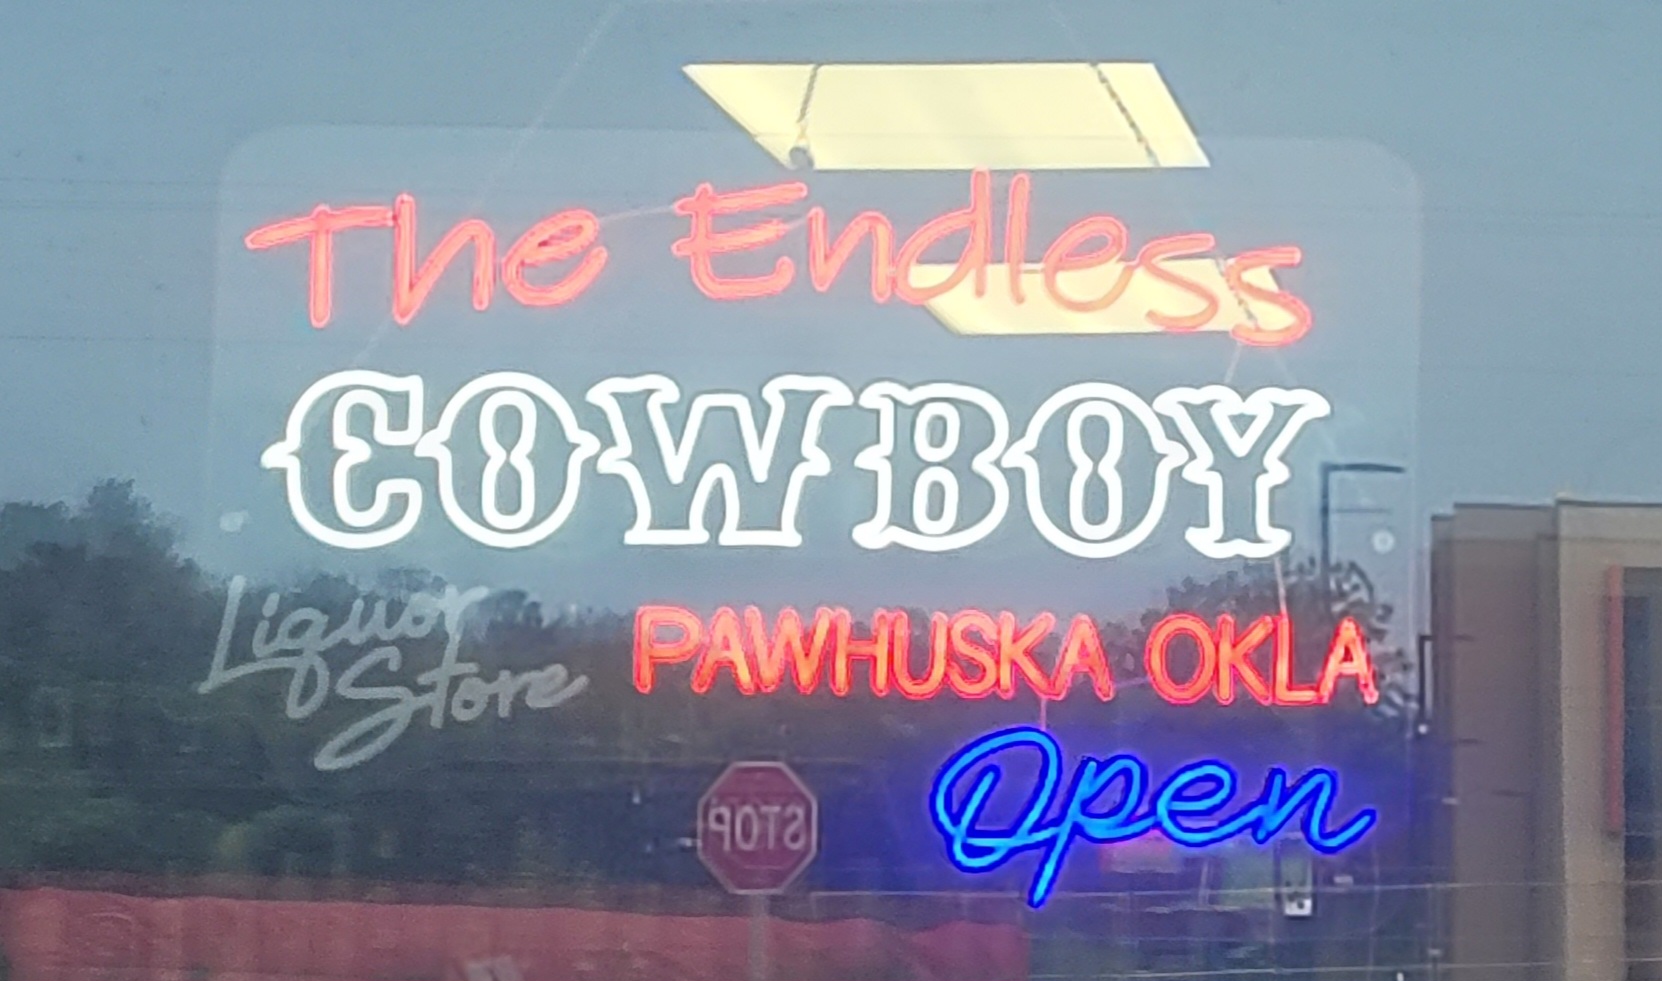 The Endless
COWBOY
Liquor
Store
PAWHUSKA OKLA
Open
STOP